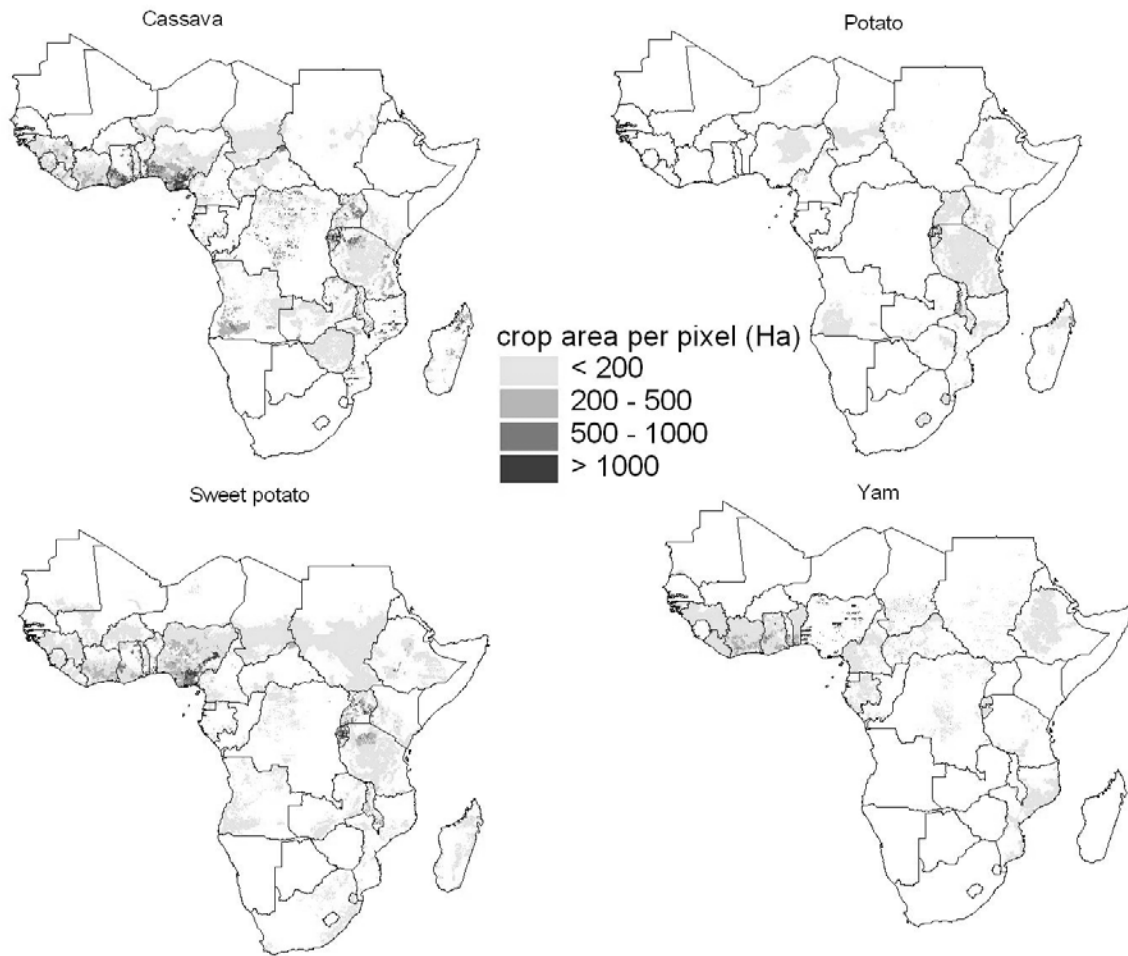 Cassava
Potato
crop area per pixel (Ha)
< 200
200 - 500
500 - 1000
> 1000
Sweet potato
Yam